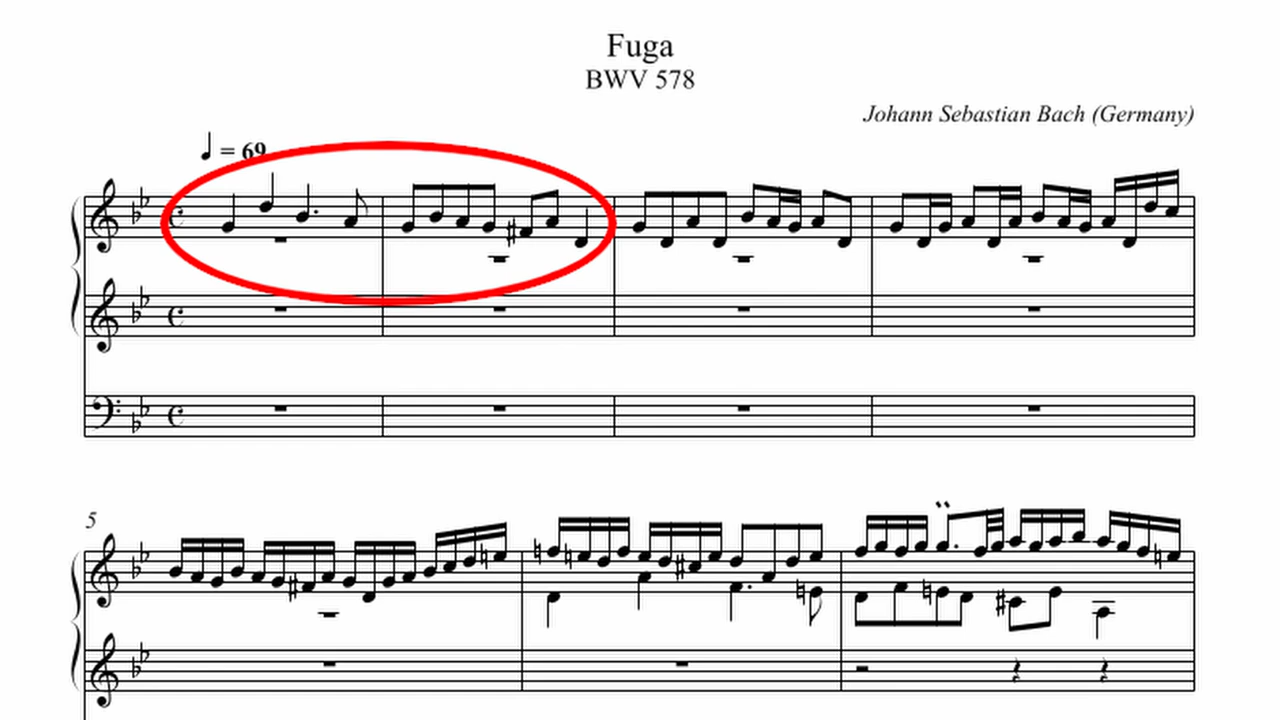 Fuga
BWV 578
Johann Sebastian Bach (Germany)
♩ = 69
5